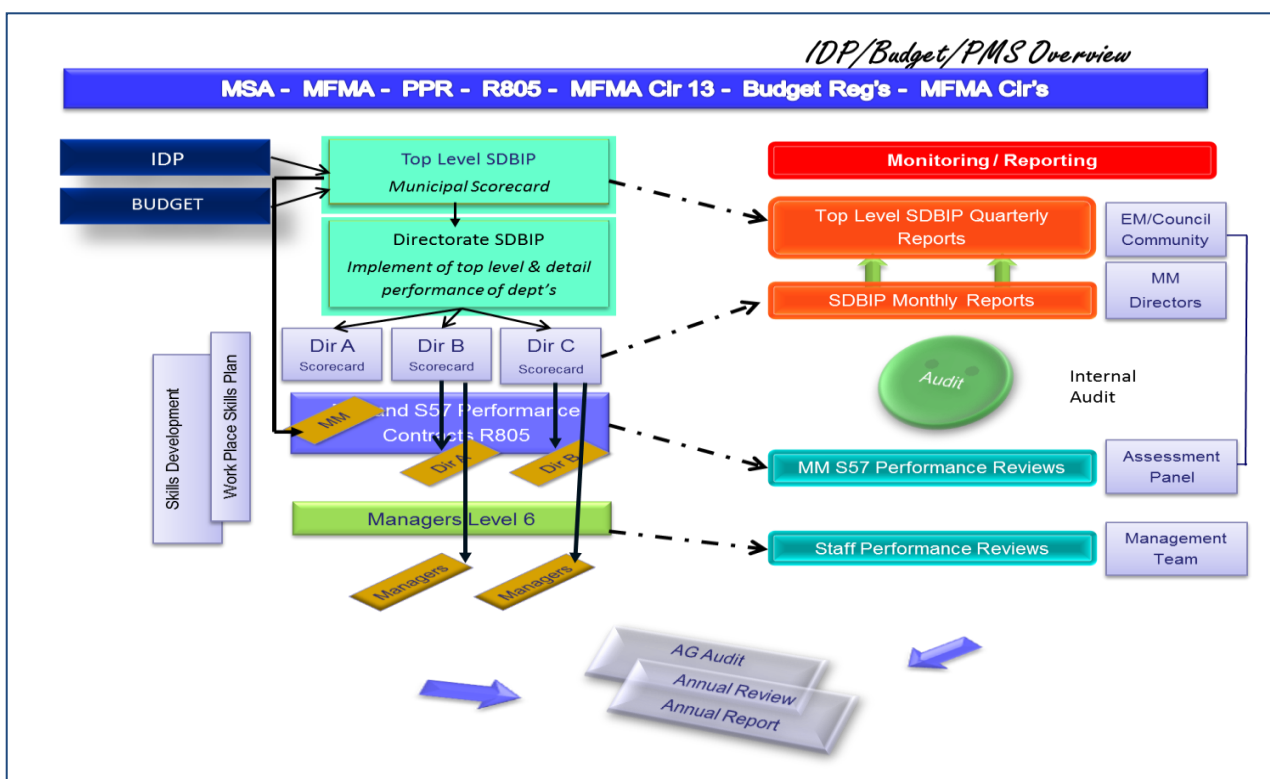 IDP/Budget/PMS Overview
MSA - MFMA - PPR - R805 - MFMA Cir 13 - Budget Reg's - MFMA Cir's
IDP
BUDGET
Top Level SDBIP
Municipal Scorecard
Directorate SDBIP
Implement of top level & detail
performance of dept's
Dir A
Scorecard
Dir B
Scorecard
Dir C
Scorecard
Skills Development
Work Place Skills Plan
and S57 Performance
Contracts R805
MM
Dir A
Dir B
Managers Level 6
Managers
Managers
Monitoring / Reporting
Top Level SDBIP Quarterly
Reports
EM/Council
Community
SDBIP Monthly Reports
MM
Directors
Audit
Internal
Audit
MM S57 Performance Reviews
Assessment
Panel
Staff Performance Reviews
Management
Team
AG Audit
Annual Review
Annual Report